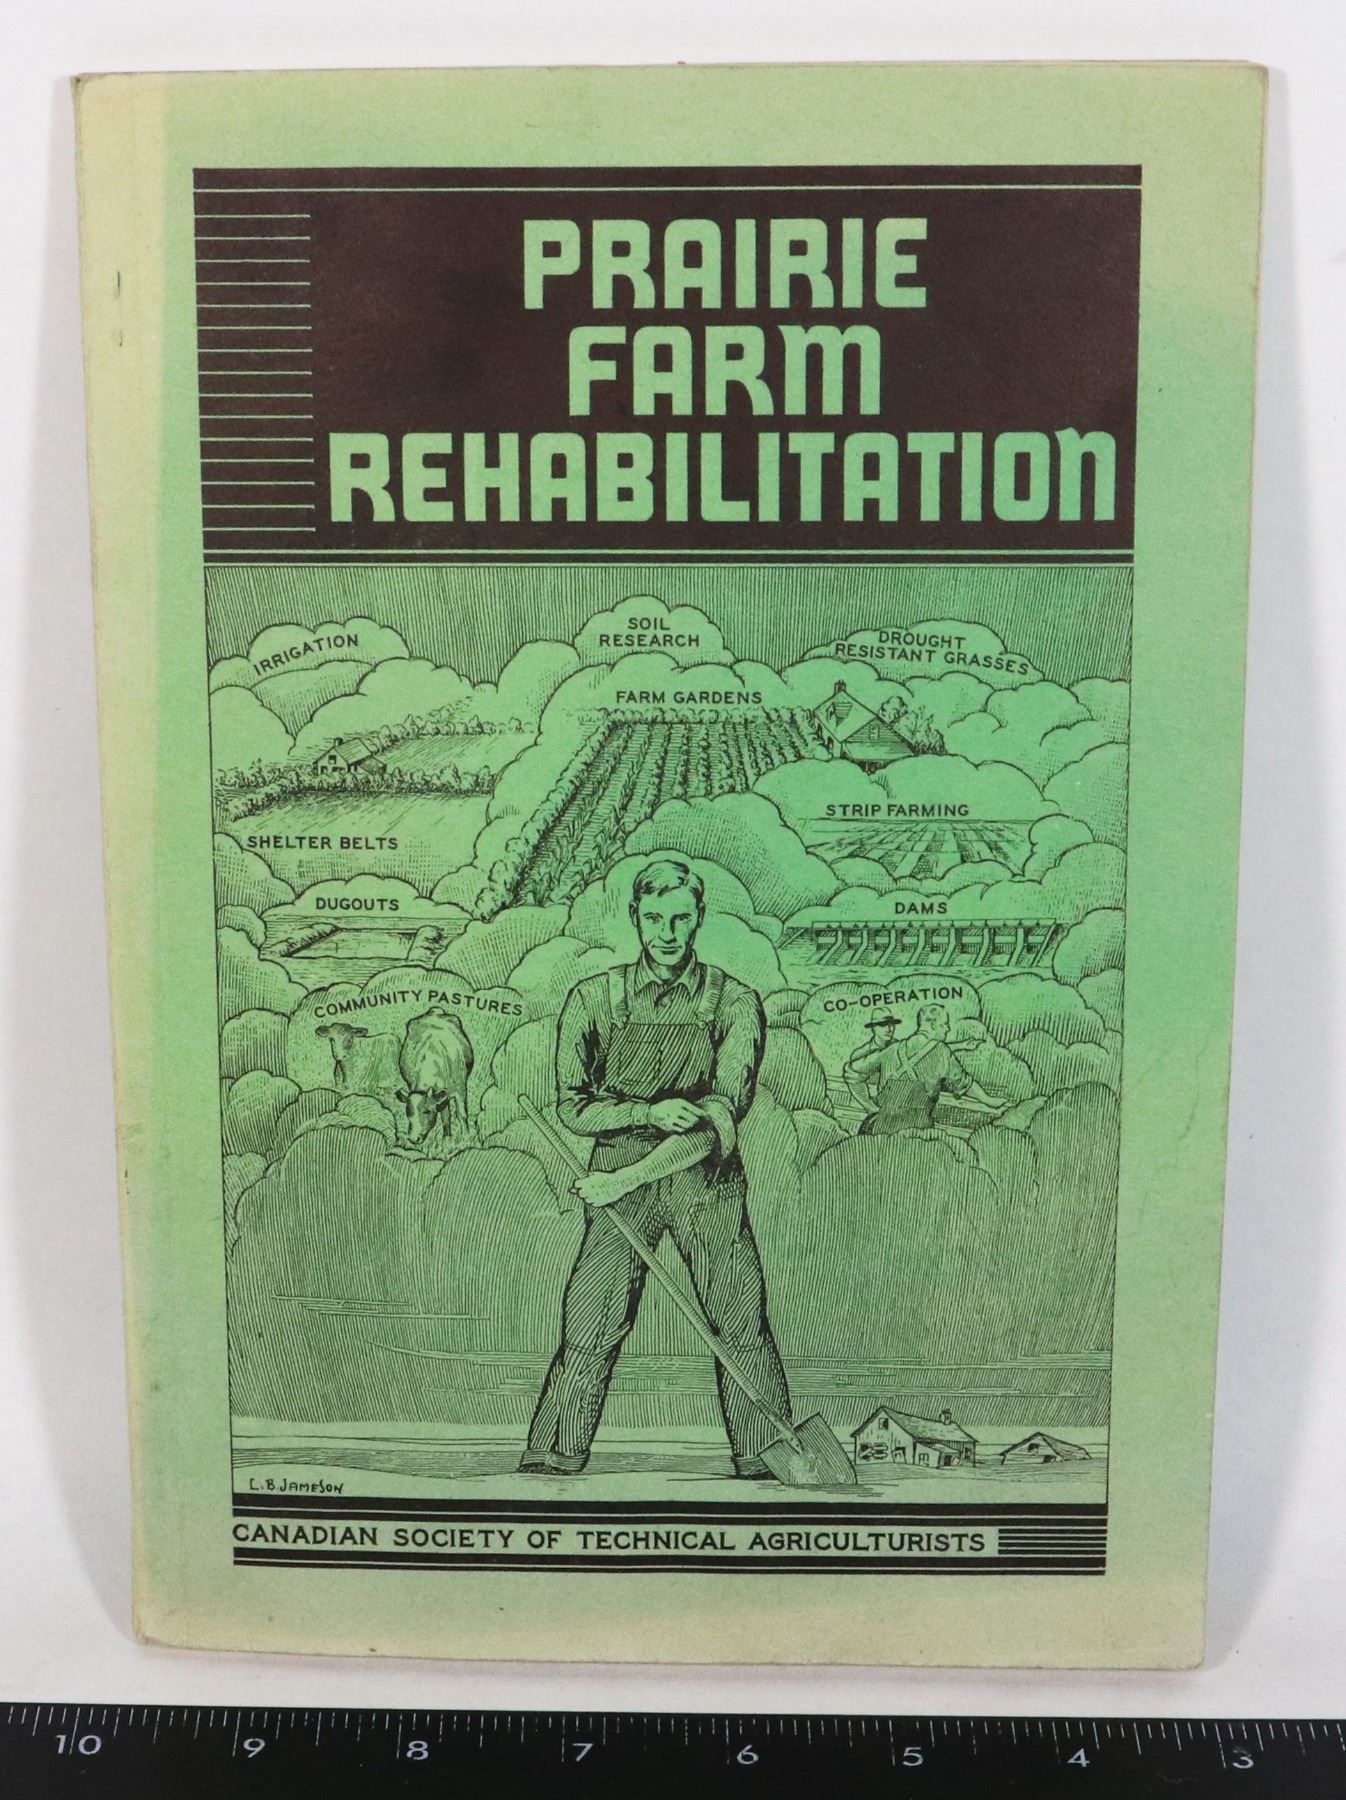 PRAIRIE
FARM
REHABILITATION
IRRIGATION
SOIL
RESEARCH
DROUGHT
RESISTANT GRASSES
FARM GARDENS
STRIP FARMING
SHELTER BELTS
DUGOUTS
DAMS
COMMUNITY PASTURES
CO-OPERATION
C.B.JAMESON
CANADIAN SOCIETY OF TECHNICAL AGRICULTURISTS
10 9 8 7 6 5 4 3